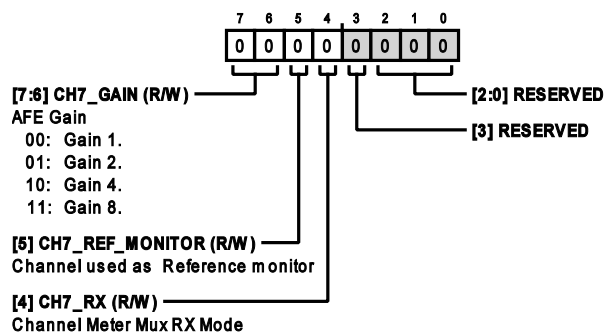 7 6 5 4 3 2 1 0
0 0 0 0 0 0 0 0
[7:6] CH7_GAIN (R/W)
AFE Gain
00: Gain 1.
01: Gain 2.
10: Gain 4.
11: Gain 8.
[5] CH7_REF_MONITOR (R/W)
Channel used as Reference monitor
[4] CH7_RX (R/W)
Channel Meter Mux RX Mode
[2:0] RESERVED
[3] RESERVED